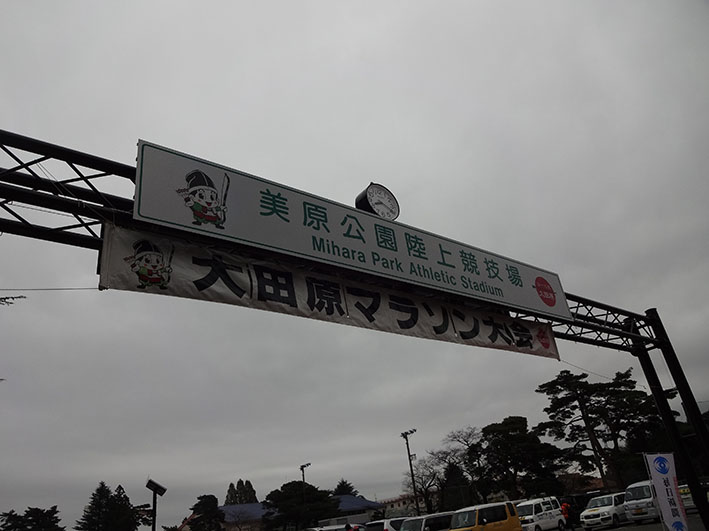 美原公園陸上競技場
Mihara Park Athletic Stadium
大田原マラソン大会